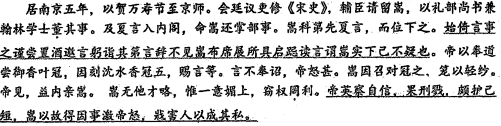 居南京五年，以贺万寿节至京师。会廷议更修《宋史》，辅臣请留嵩，以礼部尚书兼
翰林学士董其事。及夏言入内阁，命嵩还掌部事。嵩科第先夏言，而位下之。始倚言事
之谨尝置酒邀言躬诣其第言辞不见嵩布席展所具启跽读言谓嵩实下己不疑也。帝以奉道
尝御香叶冠，因刻沈水香冠五，赐言等。言不奉诏，帝怒甚。嵩因召对冠之、笼以轻纱。
帝见，益内亲嵩。 嵩无他才略，惟一意媚上，窃权罔利。帝英察自信，果刑戮，颇护己
短，嵩以故得因事激帝怒，戕害人以成其私。